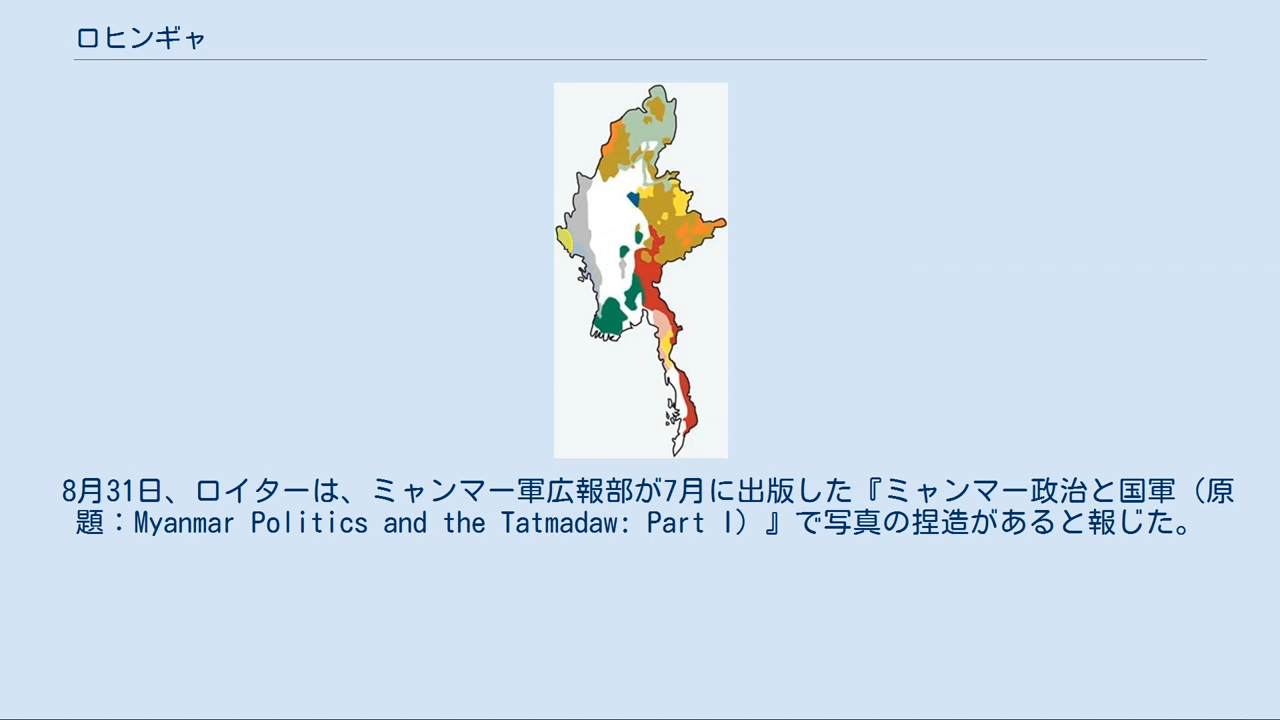 ロヒンギャ
8月31日、ロイターは、ミャンマー軍広報部が7月に出版した『ミャンマー政治と国軍（原
題：Myanmar Politics and the Tatmadaw: Part I）』で写真の捏造があると報じた。